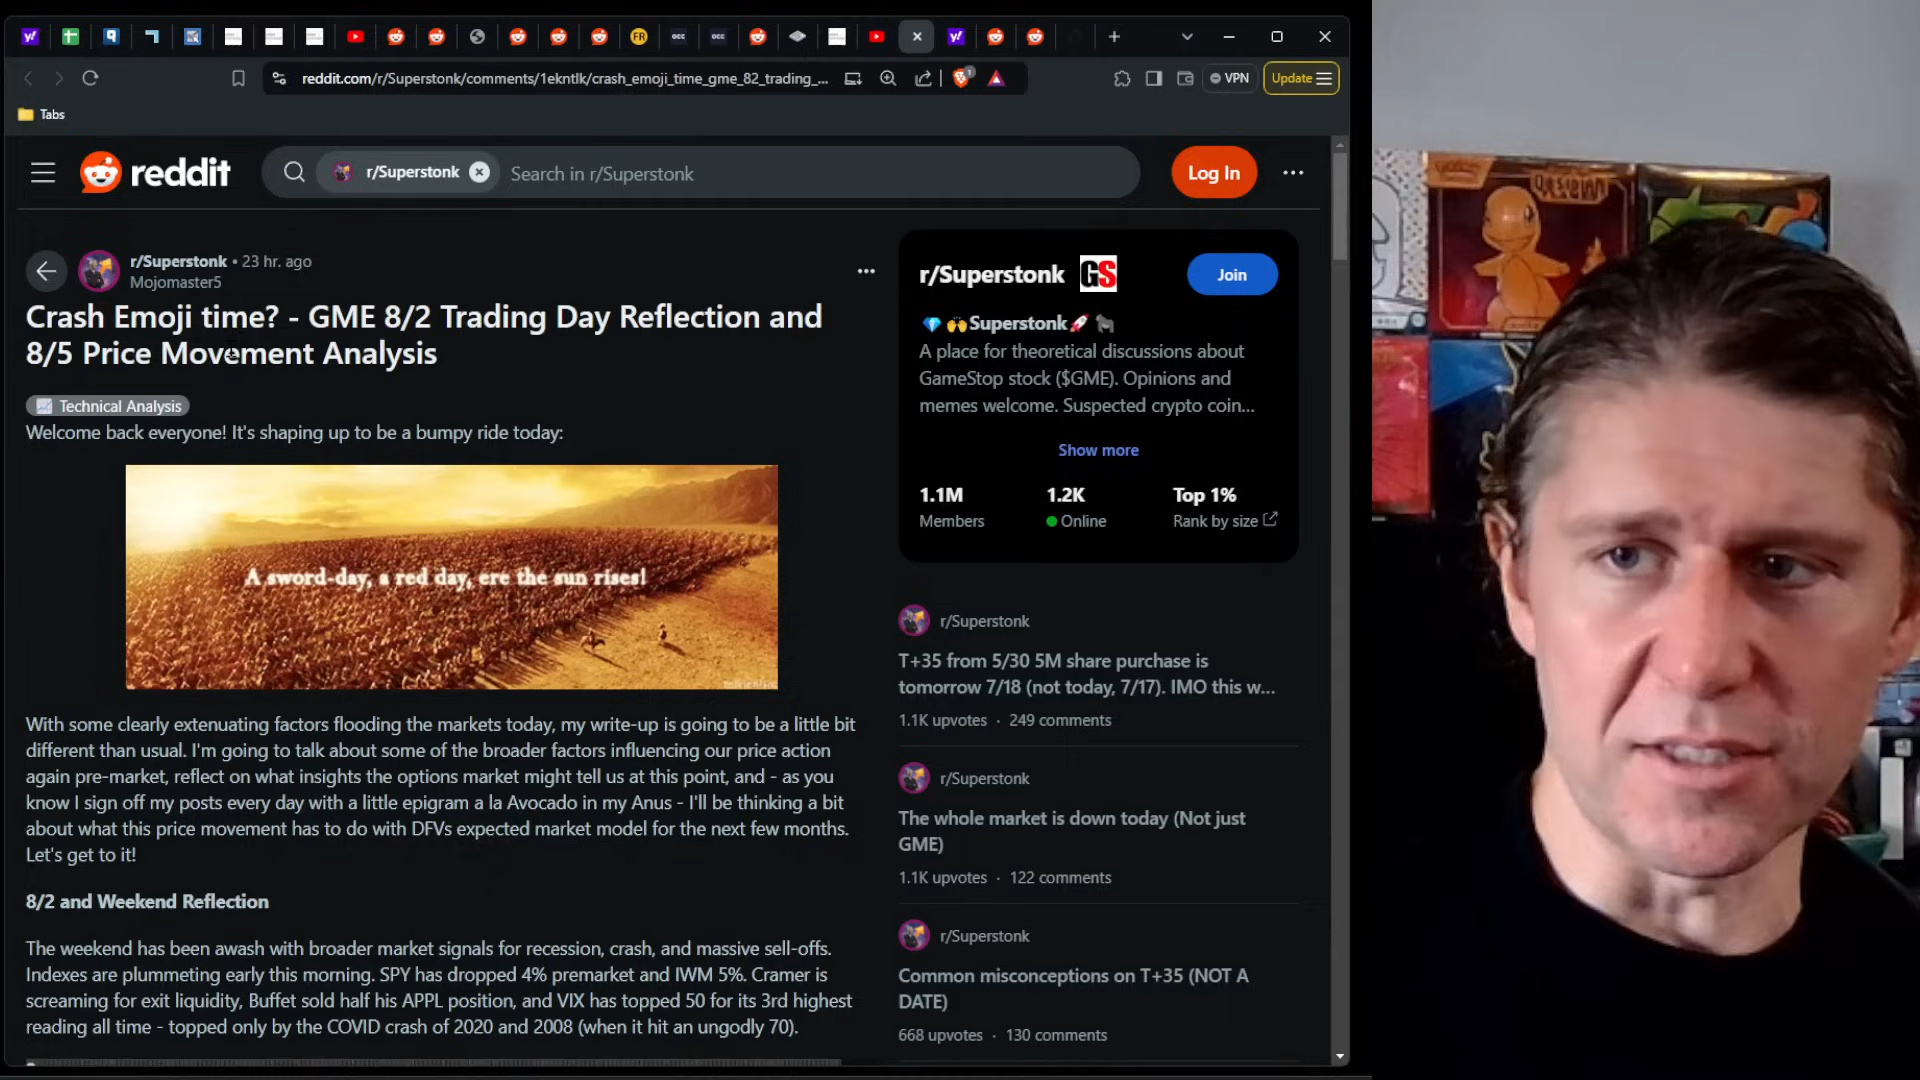 reddit.com/r/Superstonk/comments/1ekntlk/crash_emoji_time_gme_82_trading_...
VPN
Update
Tabs
reddit
r/Superstonk
Search in r/Superstonk
Log In
r/Superstonk • 23 hr. ago
Mojomaster5
Crash Emoji time? - GME 8/2 Trading Day Reflection and
8/5 Price Movement Analysis
Technical Analysis
Welcome back everyone! It's shaping up to be a bumpy ride today:
A sword-day, a red day, ere the sun rises!
With some clearly extenuating factors flooding the markets today, my write-up is going to be a little bit
different than usual. I'm going to talk about some of the broader factors influencing our price action
again pre-market, reflect on what insights the options market might tell us at this point, and - as you
know I sign off my posts every day with a little epigram a la Avocado in my Anus - I'll be thinking a bit
about what this price movement has to do with DFVs expected market model for the next few months.
Let's get to it!
8/2 and Weekend Reflection
The weekend has been awash with broader market signals for recession, crash, and massive sell-offs.
Indexes are plummeting early this morning. SPY has dropped 4% premarket and IWM 5%. Cramer is
screaming for exit liquidity, Buffet sold half his APPL position, and VIX has topped 50 for its 3rd highest
reading all time - topped only by the COVID crash of 2020 and 2008 (when it hit an ungodly 70).
r/Superstonk GS
Join
💎🙌Superstonk🚀🦍
A place for theoretical discussions about
GameStop stock ($GME). Opinions and
memes welcome. Suspected crypto coin...
Show more
1.1M 1.2K Top 1%
Members Online Rank by size
r/Superstonk
T+35 from 5/30 5M share purchase is
tomorrow 7/18 (not today, 7/17). IMO this w...
1.1K upvotes · 249 comments
r/Superstonk
The whole market is down today (Not just
GME)
1.1K upvotes · 122 comments
r/Superstonk
Common misconceptions on T+35 (NOT A
DATE)
668 upvotes · 130 comments